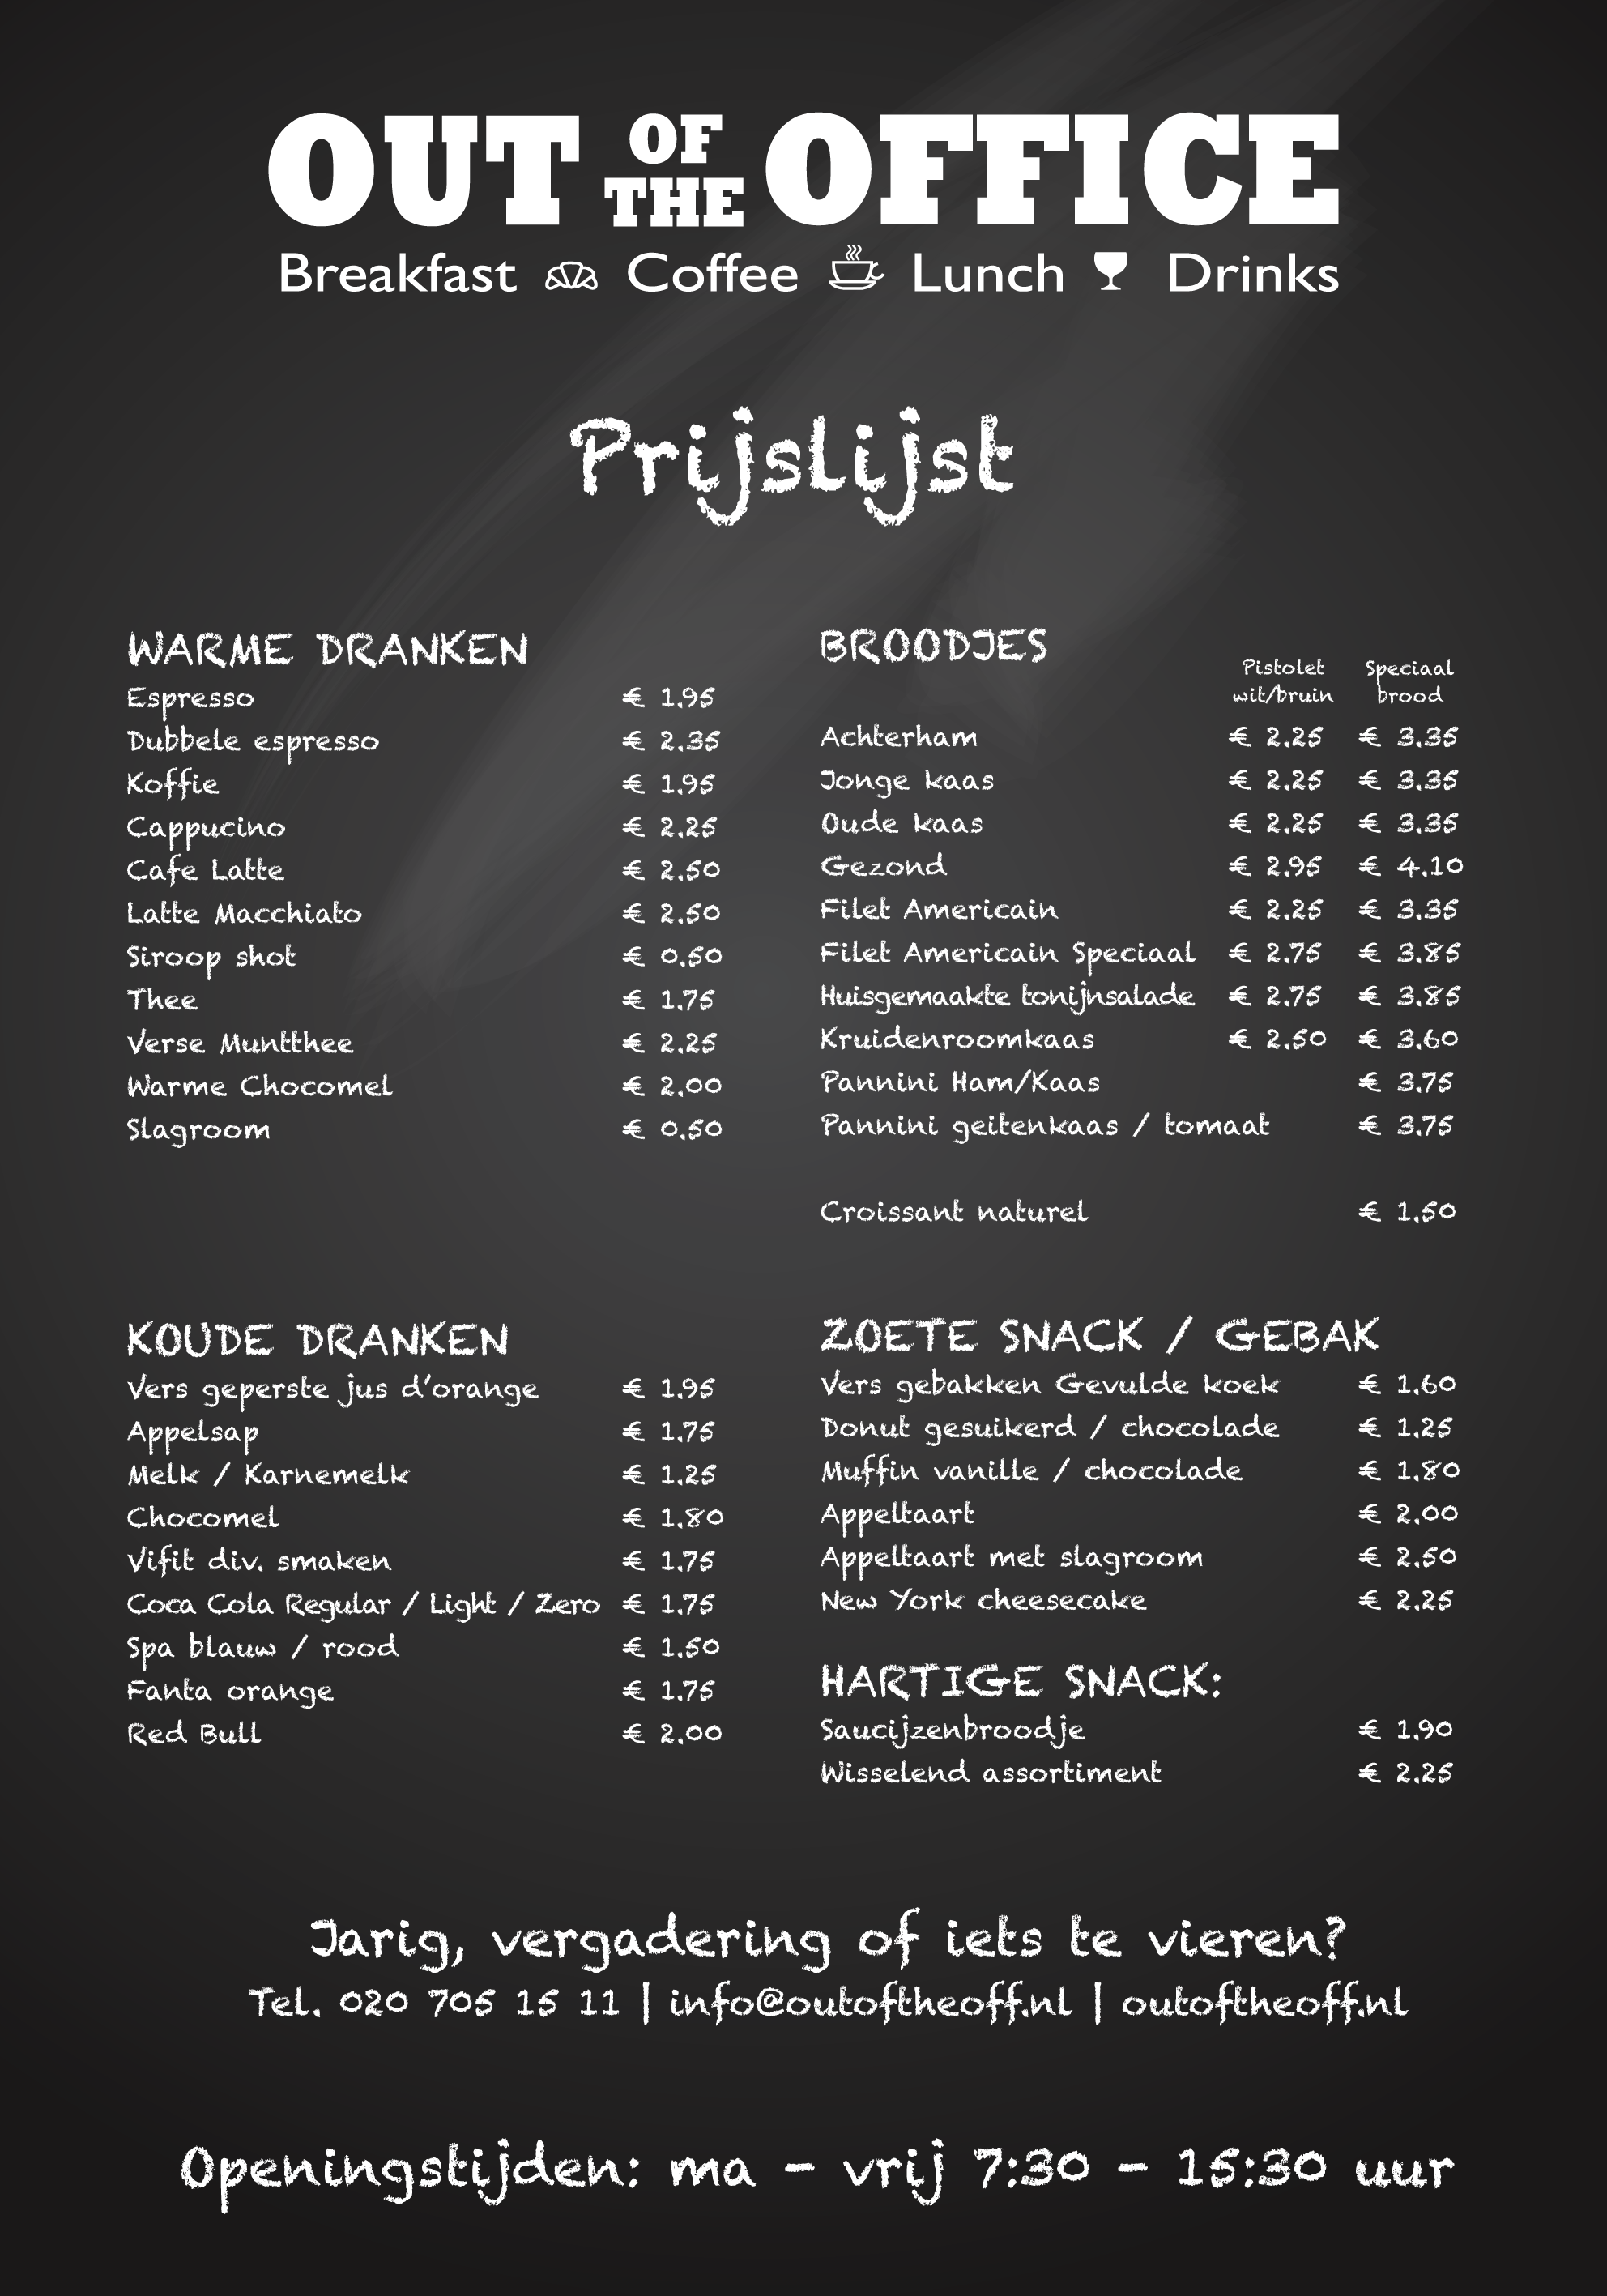 OUT OF THE OFFICE
Breakfast Coffee Lunch Drinks
Prijslijst
WARME DRANKEN
Espresso € 1.95
Dubbele espresso € 2.35
Koffie € 1.95
Cappucino € 2.25
Cafe Latte € 2.50
Latte Macchiato € 2.50
Siroop shot € 0.50
Thee € 1.75
Verse Muntthee € 2.25
Warme Chocomel € 2.00
Slagroom € 0.50
BROODJES
Pistolet Speciaal
wit/bruin brood
Achterham € 2.25 € 3.35
Jonge kaas € 2.25 € 3.35
Oude kaas € 2.25 € 3.35
Gezond € 2.95 € 4.10
Filet Americain € 2.25 € 3.35
Filet Americain Speciaal € 2.75 € 3.85
Huisgemaakte tonijnsalade € 2.75 € 3.85
Kruidenroomkaas € 2.50 € 3.60
Pannini Ham/Kaas € 3.75
Pannini geitenkaas / tomaat € 3.75
Croissant naturel € 1.50
KOUDE DRANKEN
Vers geperste jus d’orange € 1.95
Appelsap € 1.75
Melk / Karnemelk € 1.25
Chocomel € 1.80
Vifit div. smaken € 1.75
Coca Cola Regular / Light / Zero € 1.75
Spa blauw / rood € 1.50
Fanta orange € 1.75
Red Bull € 2.00
ZOETE SNACK / GEBAK
Vers gebakken Gevulde koek € 1.60
Donut gesuikerd / chocolade € 1.25
Muffin vanille / chocolade € 1.80
Appeltaart € 2.00
Appeltaart met slagroom € 2.50
New York cheesecake € 2.25
HARTIGE SNACK:
Saucijzenbroodje € 1.90
Wisselend assortiment € 2.25
Jarig, vergadering of iets te vieren?
Tel. 020 705 15 11 | info@outoftheoff.nl | outoftheoff.nl
Openingstijden: ma - vrij 7:30 - 15:30 uur